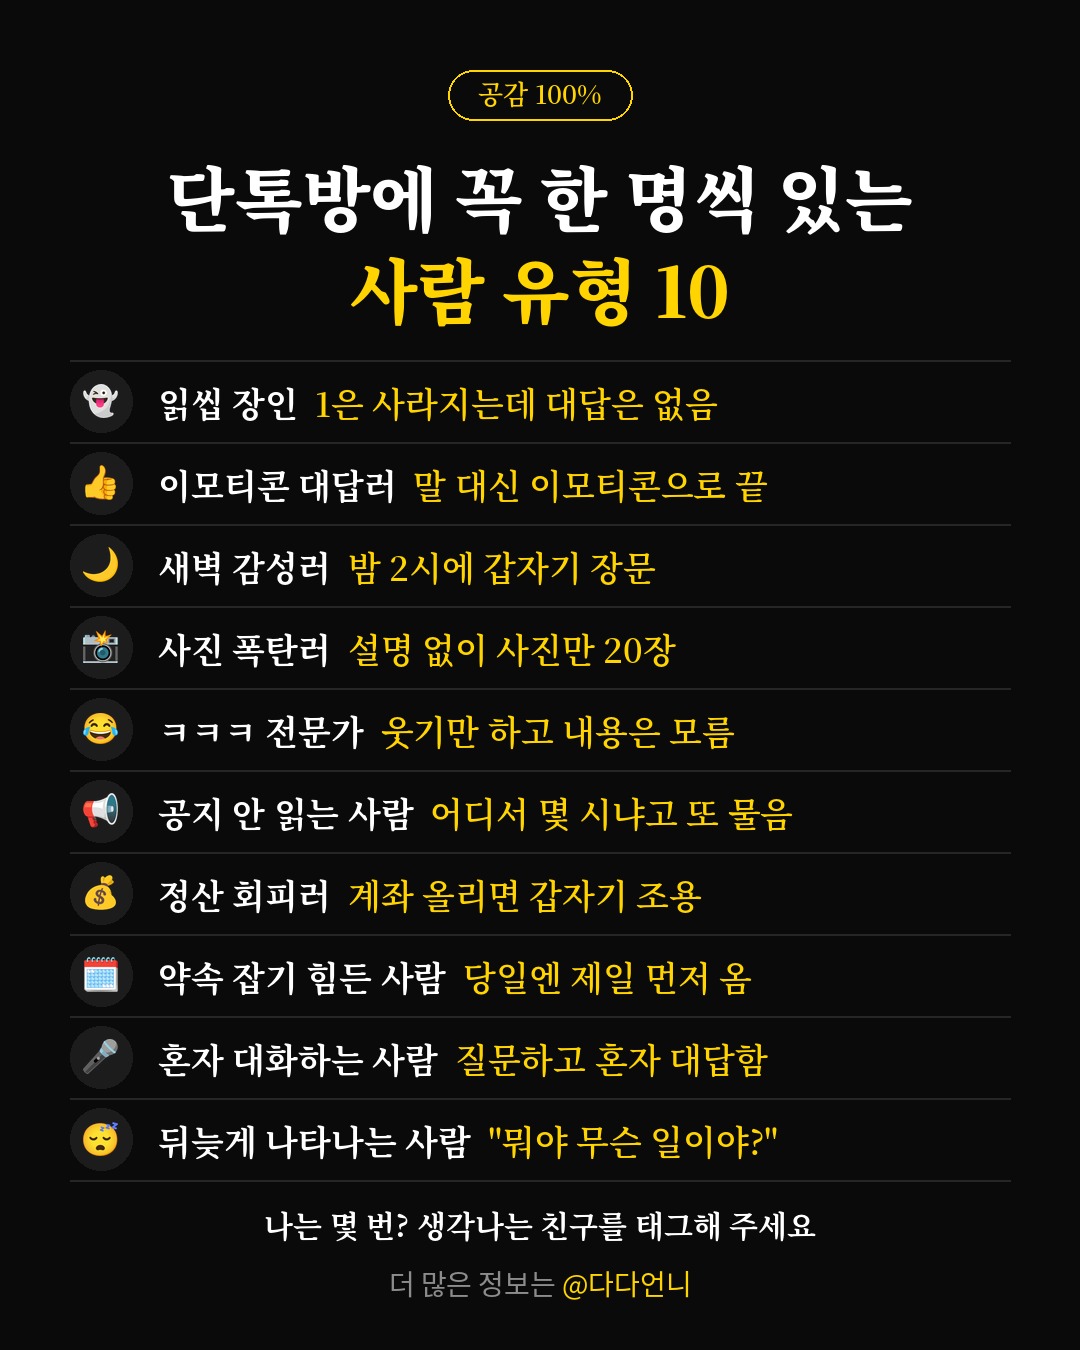 공감 100%
단톡방에 꼭 한 명씩 있는
사람 유형 10
읽씹 장인 1은 사라지는데 대답은 없음
이모티콘 대답러 말 대신 이모티콘으로 끝
새벽 감성러 밤 2시에 갑자기 장문
사진 폭탄러 설명 없이 사진만 20장
ㅋㅋㅋ 전문가 웃기만 하고 내용은 모름
공지 안 읽는 사람 어디서 몇 시냐고 또 물음
정산 회피러 계좌 올리면 갑자기 조용
약속 잡기 힘든 사람 당일엔 제일 먼저 옴
혼자 대화하는 사람 질문하고 혼자 대답함
뒤늦게 나타나는 사람 "뭐야 무슨 일이야?"
나는 몇 번? 생각나는 친구를 태그해 주세요
더 많은 정보는 @다다언니